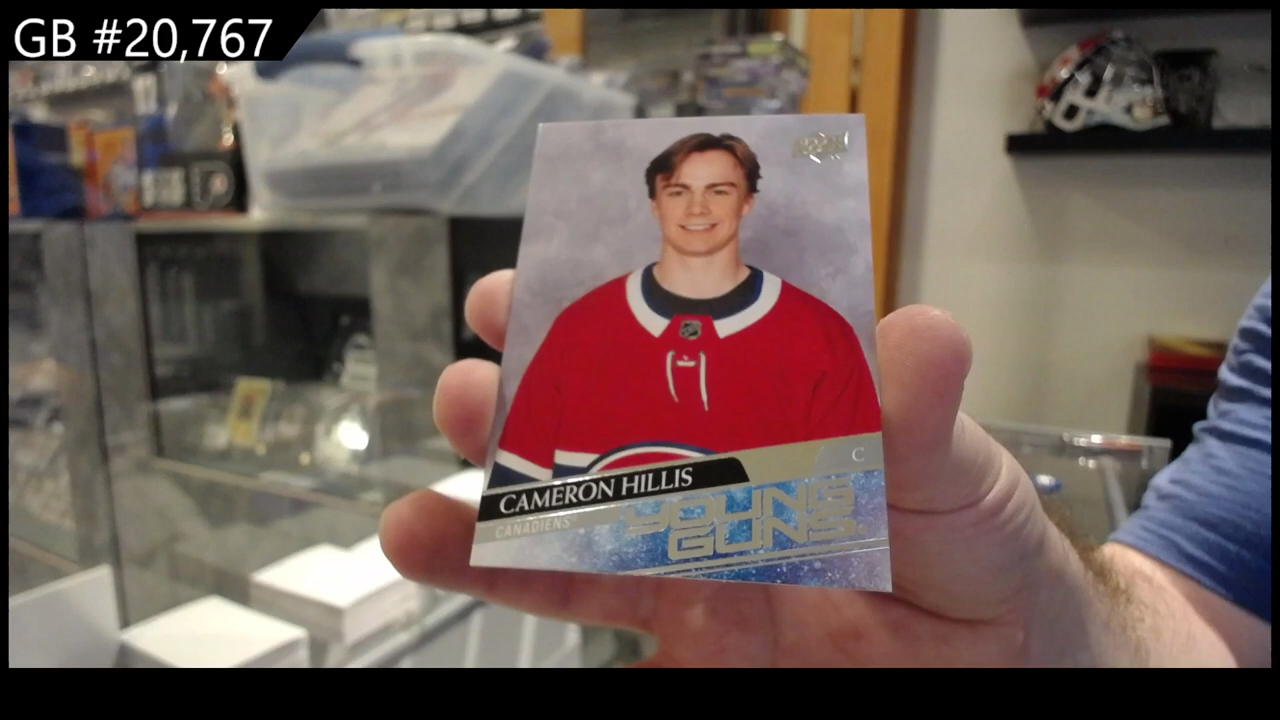 GB #20,767
C
CAMERON HILLIS
CANADIENS
YOUNG
GUNS